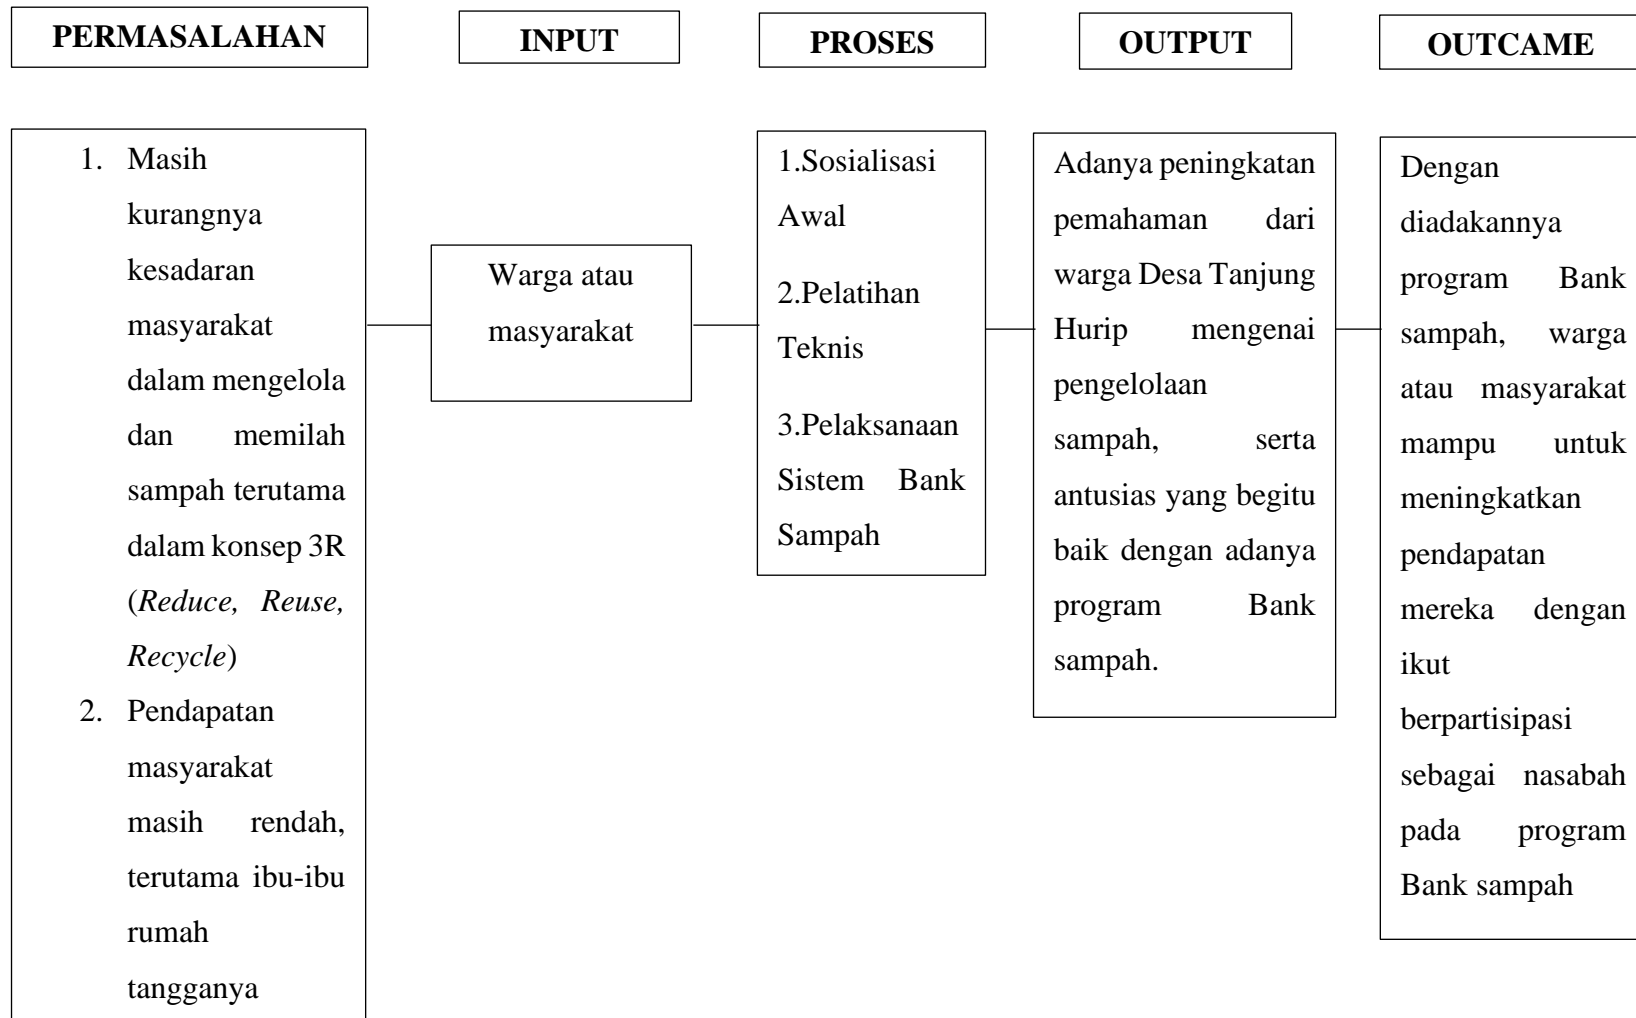 PERMASALAHAN
INPUT
PROSES
OUTPUT
OUTCAME
1. Masih
kurangnya
kesadaran
masyarakat
dalam mengelola
dan memilah
sampah terutama
dalam konsep 3R
(Reduce, Reuse,
Recycle)
2. Pendapatan
masyarakat
masih rendah,
terutama ibu-ibu
rumah
tangganya
Warga atau
masyarakat
1.Sosialisasi
Awal
2.Pelatihan
Teknis
3.Pelaksanaan
Sistem Bank
Sampah
Adanya peningkatan
pemahaman dari
warga Desa Tanjung
Hurip mengenai
pengelolaan
sampah, serta
antusias yang begitu
baik dengan adanya
program Bank
sampah.
Dengan
diadakannya
program Bank
sampah, warga
atau masyarakat
mampu untuk
meningkatkan
pendapatan
mereka dengan
ikut
berpartisipasi
sebagai nasabah
pada program
Bank sampah